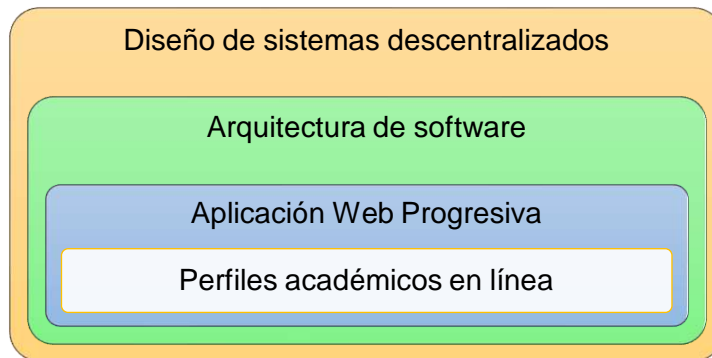 Diseño de sistemas descentralizados
Arquitectura de software
Aplicación Web Progresiva
Perfiles académicos en línea